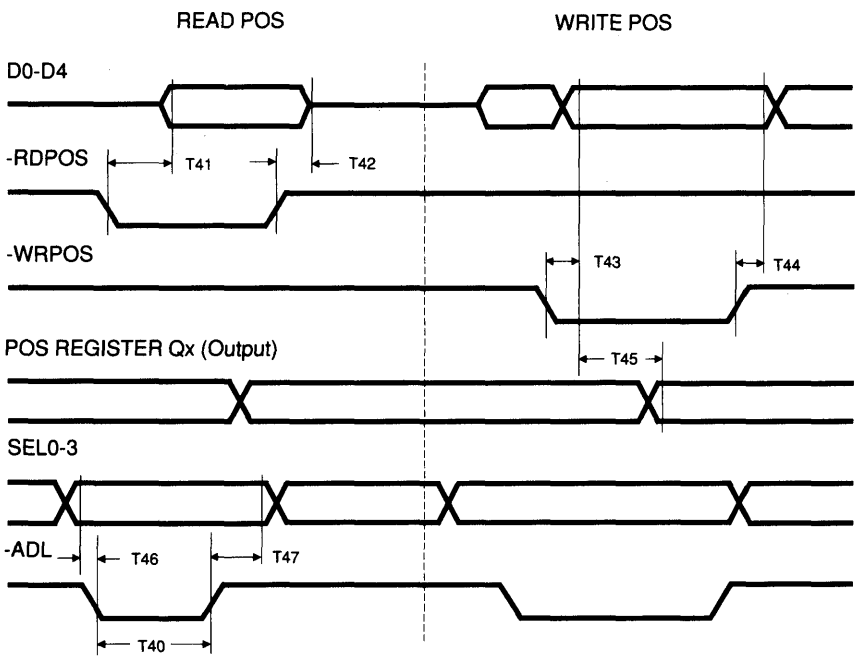 READ POS
WRITE POS
D0-D4
-RDPOS
T41
T42
-WRPOS
T43
T44
POS REGISTER Qx (Output)
T45
SEL0-3
-ADL
T46
T47
T40